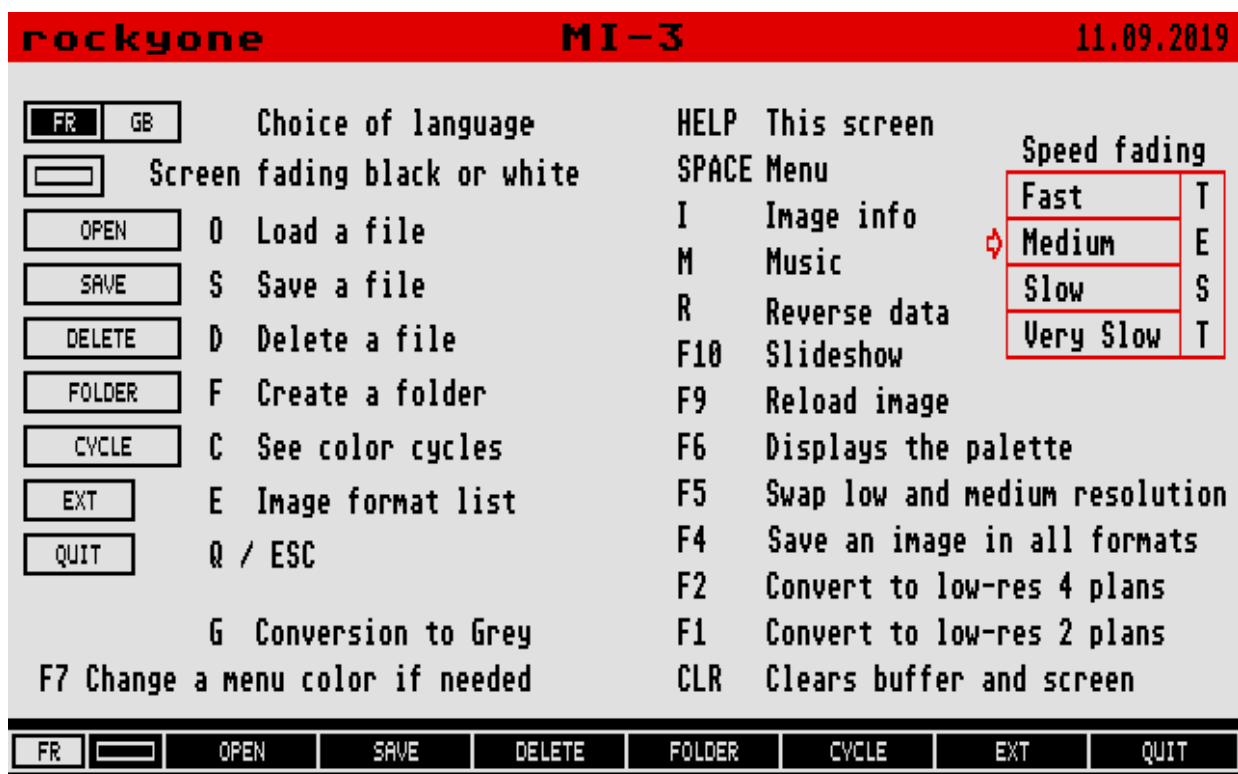 rockyone MI-3 11.09.2019
FR GB Choice of language
Screen fading black or white
OPEN O Load a file
SAVE S Save a file
DELETE D Delete a file
FOLDER F Create a folder
CYCLE C See color cycles
EXT E Image format list
QUIT Q / ESC
G Conversion to Grey
F7 Change a menu color if needed
HELP This screen
SPACE Menu
I Image info
M Music
R Reverse data
F10 Slideshow
F9 Reload image
F6 Displays the palette
F5 Swap low and medium resolution
F4 Save an image in all formats
F2 Convert to low-res 4 plans
F1 Convert to low-res 2 plans
CLR Clears buffer and screen
Speed fading
Fast T
Medium E
Slow S
Very Slow T
FR OPEN SAVE DELETE FOLDER CYCLE EXT QUIT